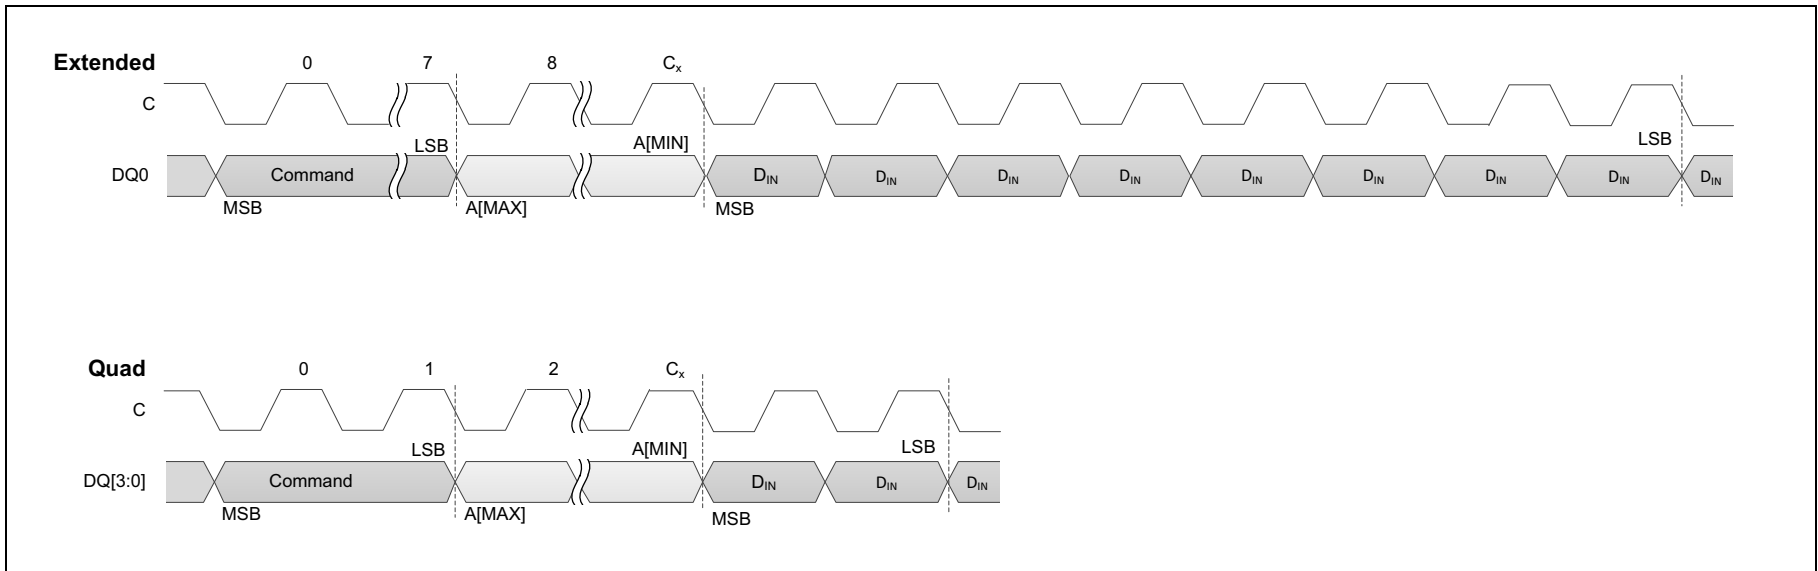 Extended 0 7 8 Cx
C
LSB A[MIN] LSB
DQ0 Command DIN DIN DIN DIN DIN DIN DIN DIN DIN
MSB A[MAX] MSB
Quad 0 1 2 Cx
C
LSB A[MIN] LSB
DQ[3:0] Command DIN DIN DIN
MSB A[MAX] MSB